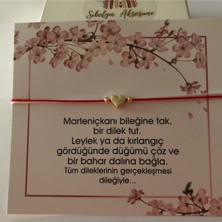 Sibelya Aksesuar
Marteniçkanı bileğine tak,
bir dilek tut.
Leylek ya da kırlangıç
gördüğünde düğümü çöz ve
bir bahar dalına bağla.
Tüm dileklerinin gerçekleşmesi
dileğiyle...